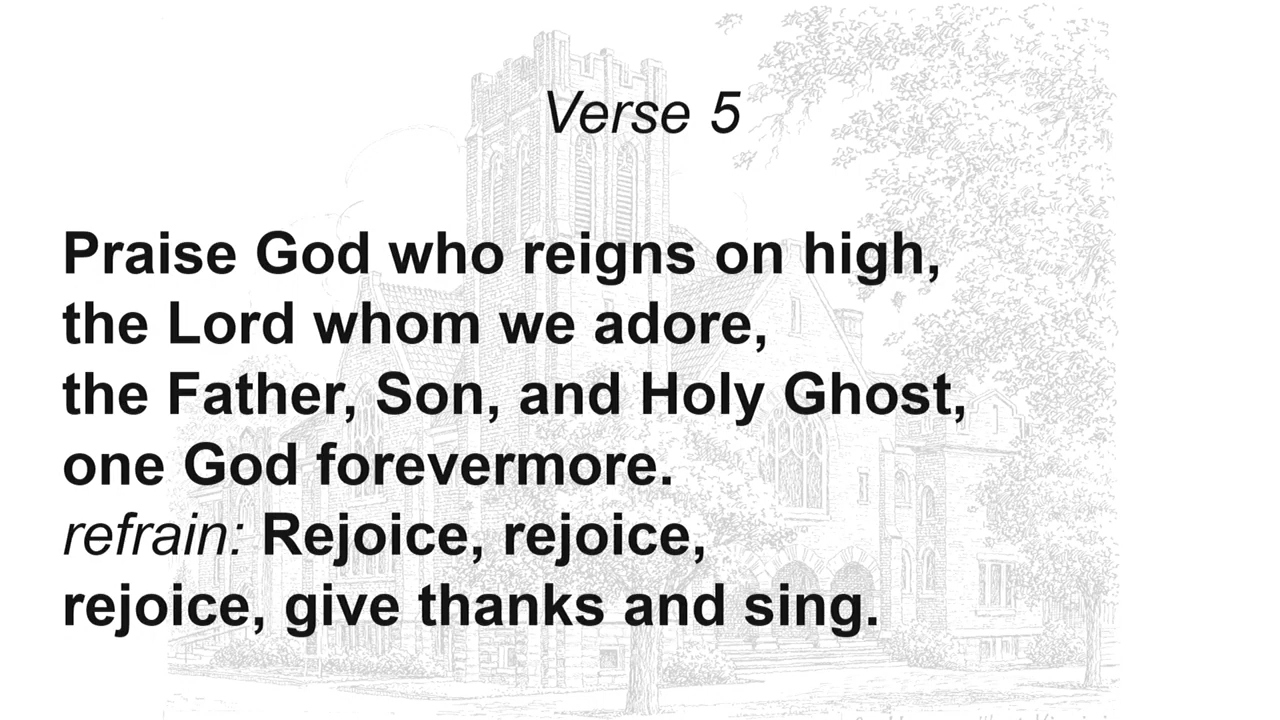 Verse 5
Praise God who reigns on high,
the Lord whom we adore,
the Father, Son, and Holy Ghost,
one God forevermore.
refrain: Rejoice, rejoice,
rejoice, give thanks and sing.